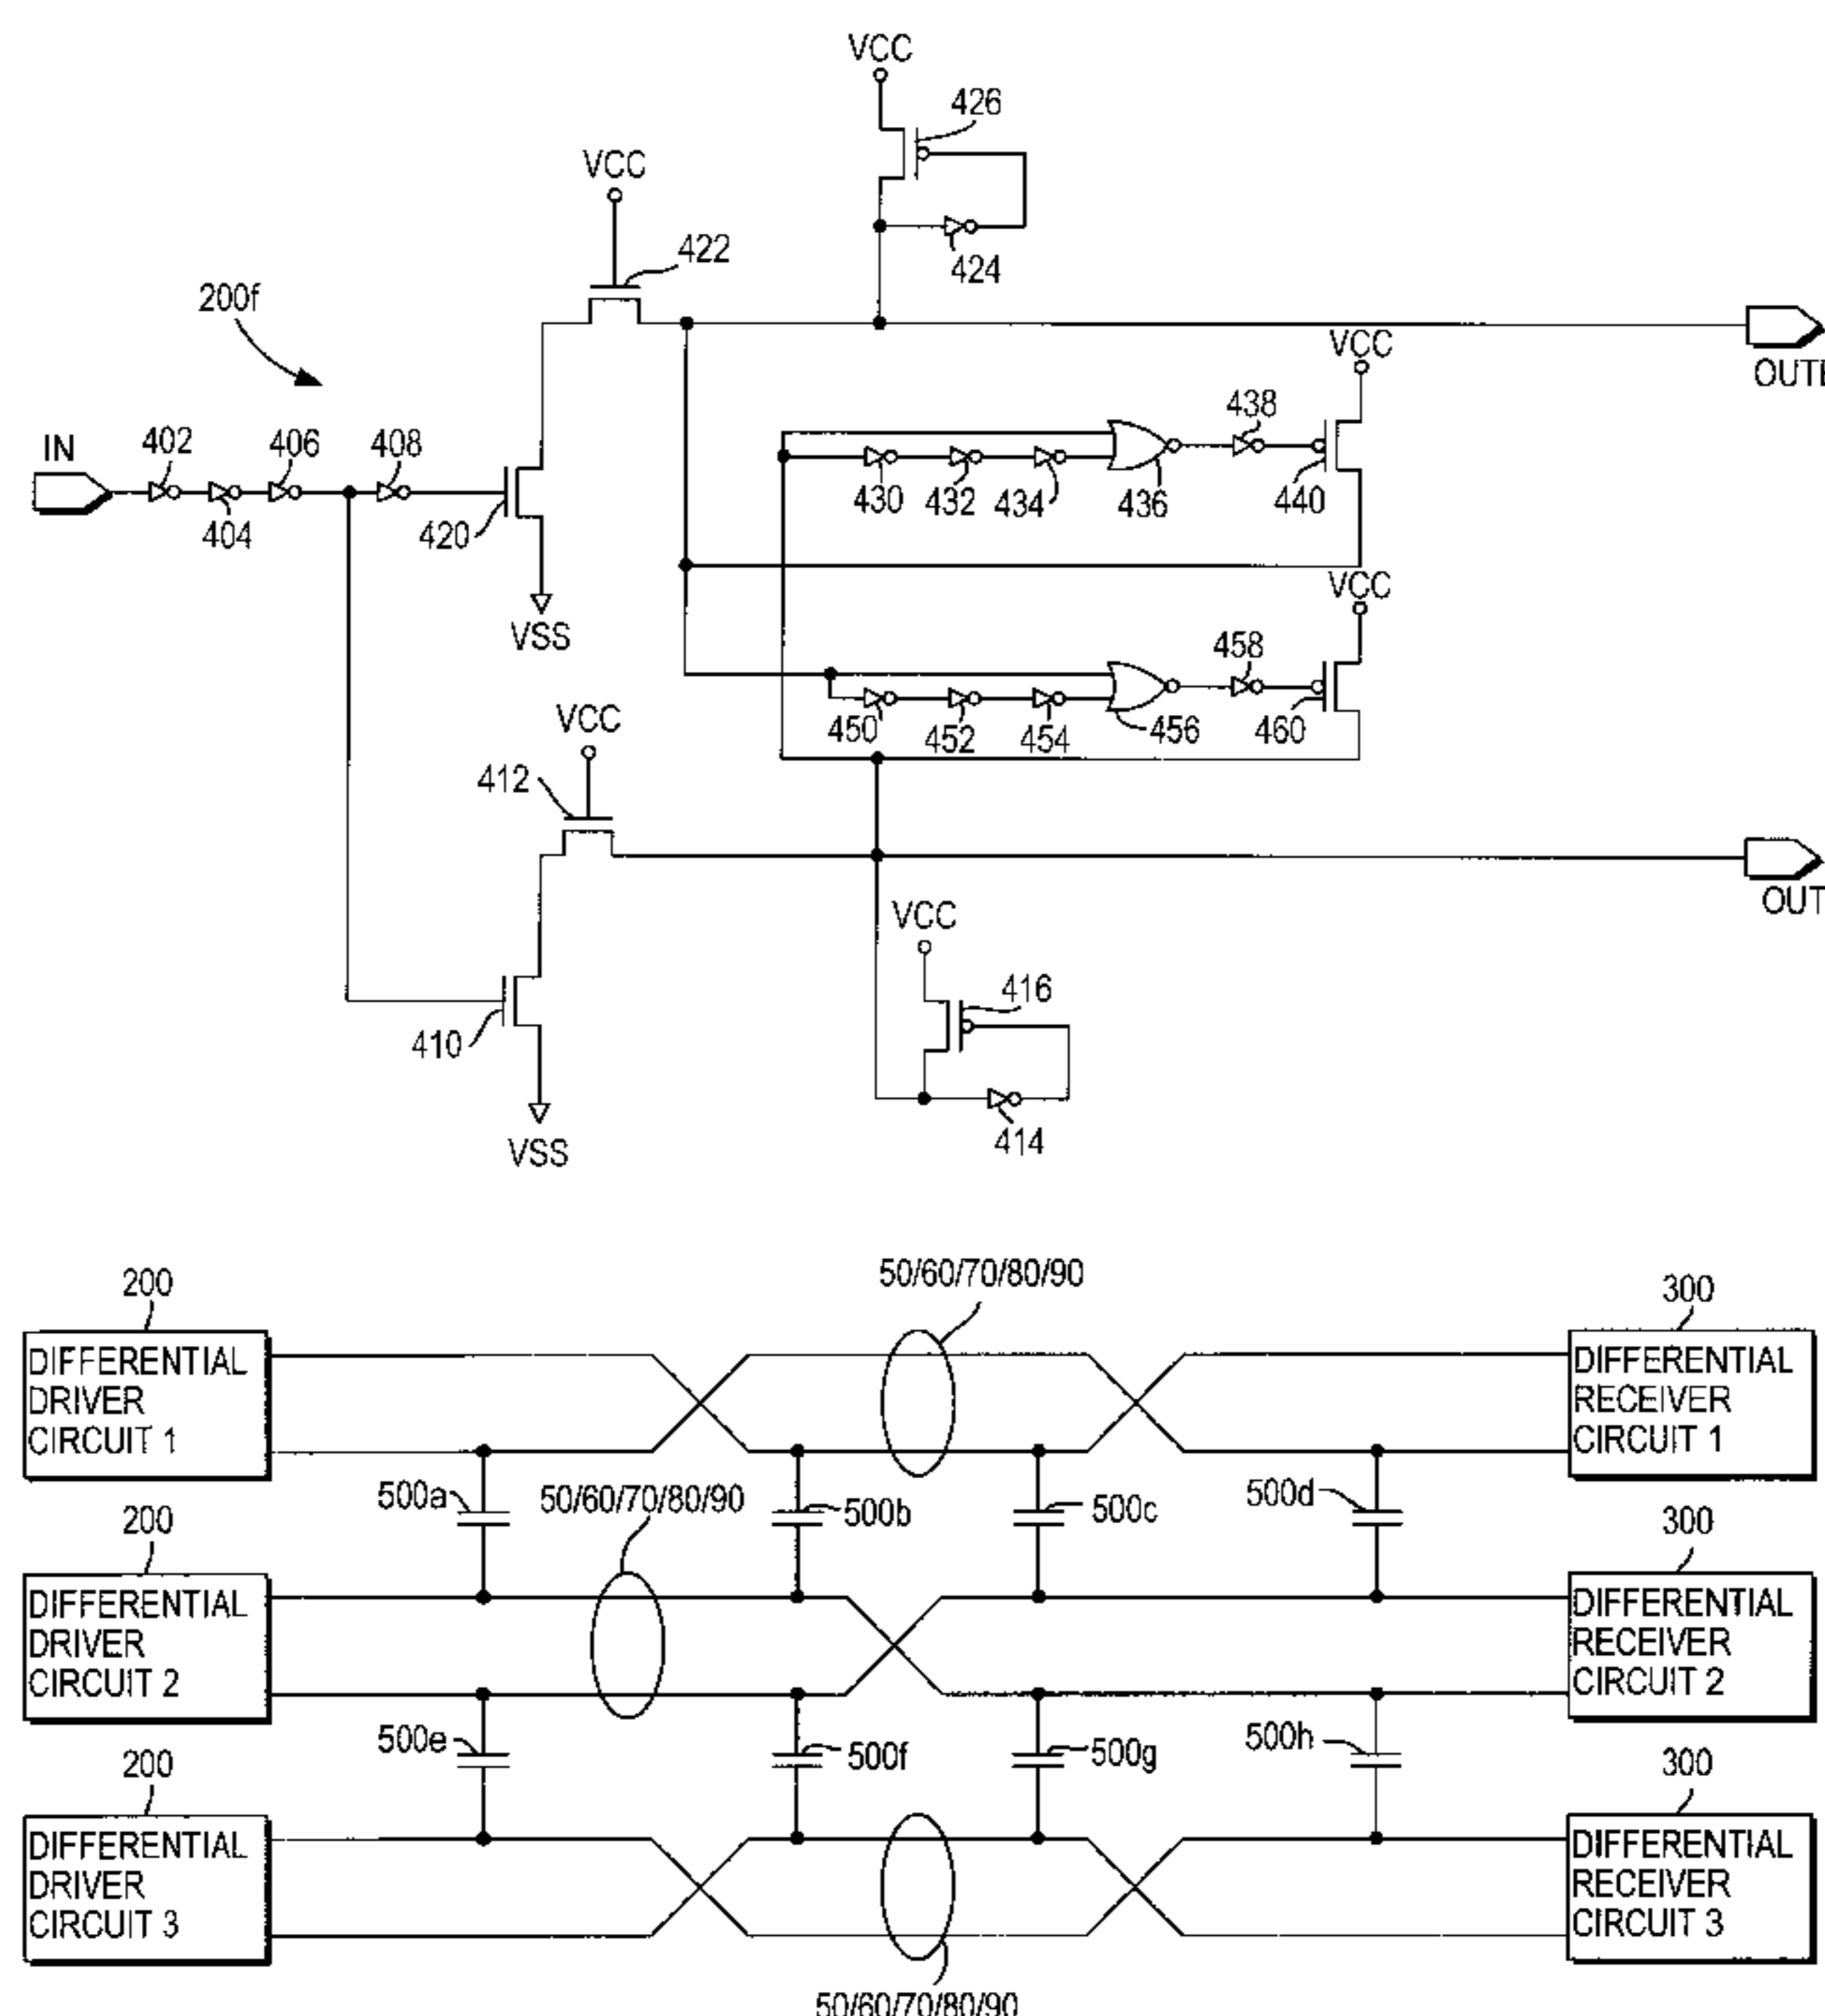 VCC
426
VCC
422
424
200f
VCC
OUT
IN
402
406
408
438
404
420
430
432
434
436
440
VSS
VCC
458
VCC
450
452
454
456
460
412
VCC
OUT
416
410
414
VSS
50/60/70/80/90
200
300
DIFFERENTIAL
DRIVER
CIRCUIT 1
DIFFERENTIAL
RECEIVER
CIRCUIT 1
500a
50/60/70/80/90
500b
500c
500d
200
300
DIFFERENTIAL
DRIVER
CIRCUIT 2
DIFFERENTIAL
RECEIVER
CIRCUIT 2
500e
500f
500g
500h
200
300
DIFFERENTIAL
DRIVER
CIRCUIT 3
DIFFERENTIAL
RECEIVER
CIRCUIT 3
50/60/70/80/90